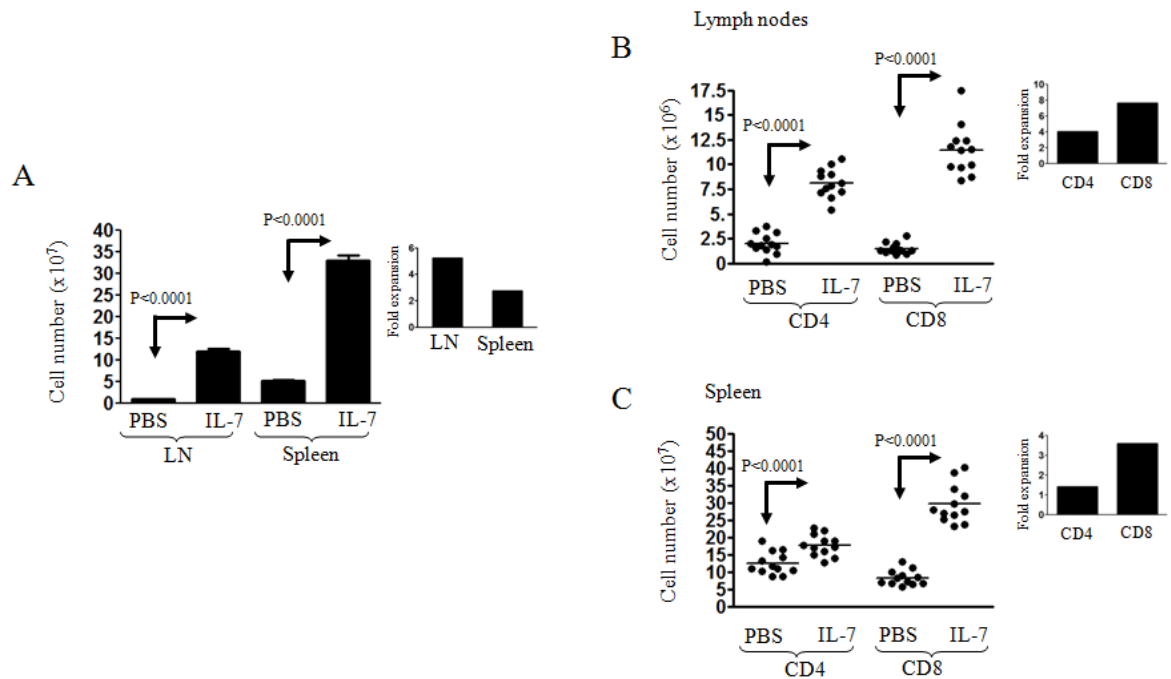 A
Cell number (x10⁷)
40
35
30
25
20
15
10
5
0
P<0.0001
P<0.0001
PBS IL-7 PBS IL-7
LN Spleen
Fold expansion
6
4
2
0
LN Spleen
B
Lymph nodes
Cell number (x10⁶)
17.5
15.
12.5
10
7.5
5.
2.5
0
P<0.0001
P<0.0001
PBS IL-7 PBS IL-7
CD4 CD8
Fold expansion
10
8
6
4
2
0
CD4 CD8
C
Spleen
Cell number (x10⁷)
50
45
40
35
30
25
20
15
10
5
0
P<0.0001
P<0.0001
PBS IL-7 PBS IL-7
CD4 CD8
Fold expansion
4
3
2
1
0
CD4 CD8